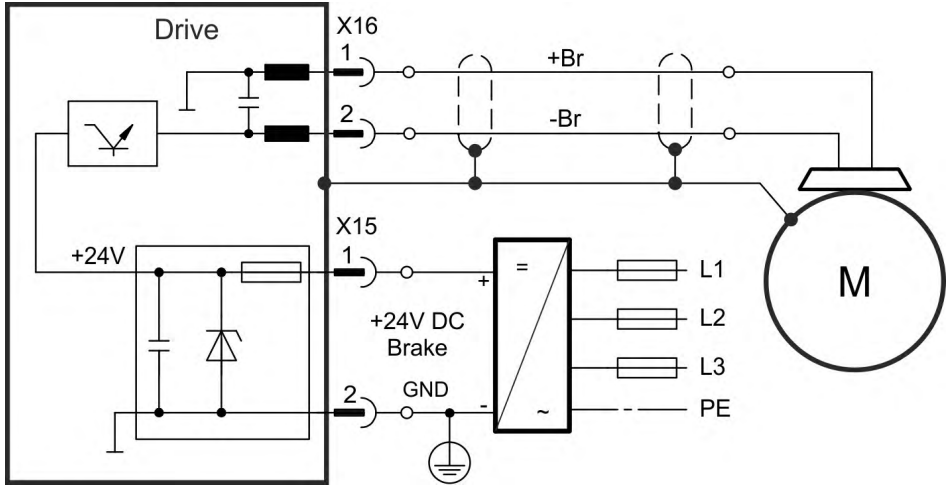 Drive
X16
1
+Br
2
-Br
X15
+24V
1
=
+
L1
+24V DC
Brake
L2
L3
2
GND
-
~
PE
M